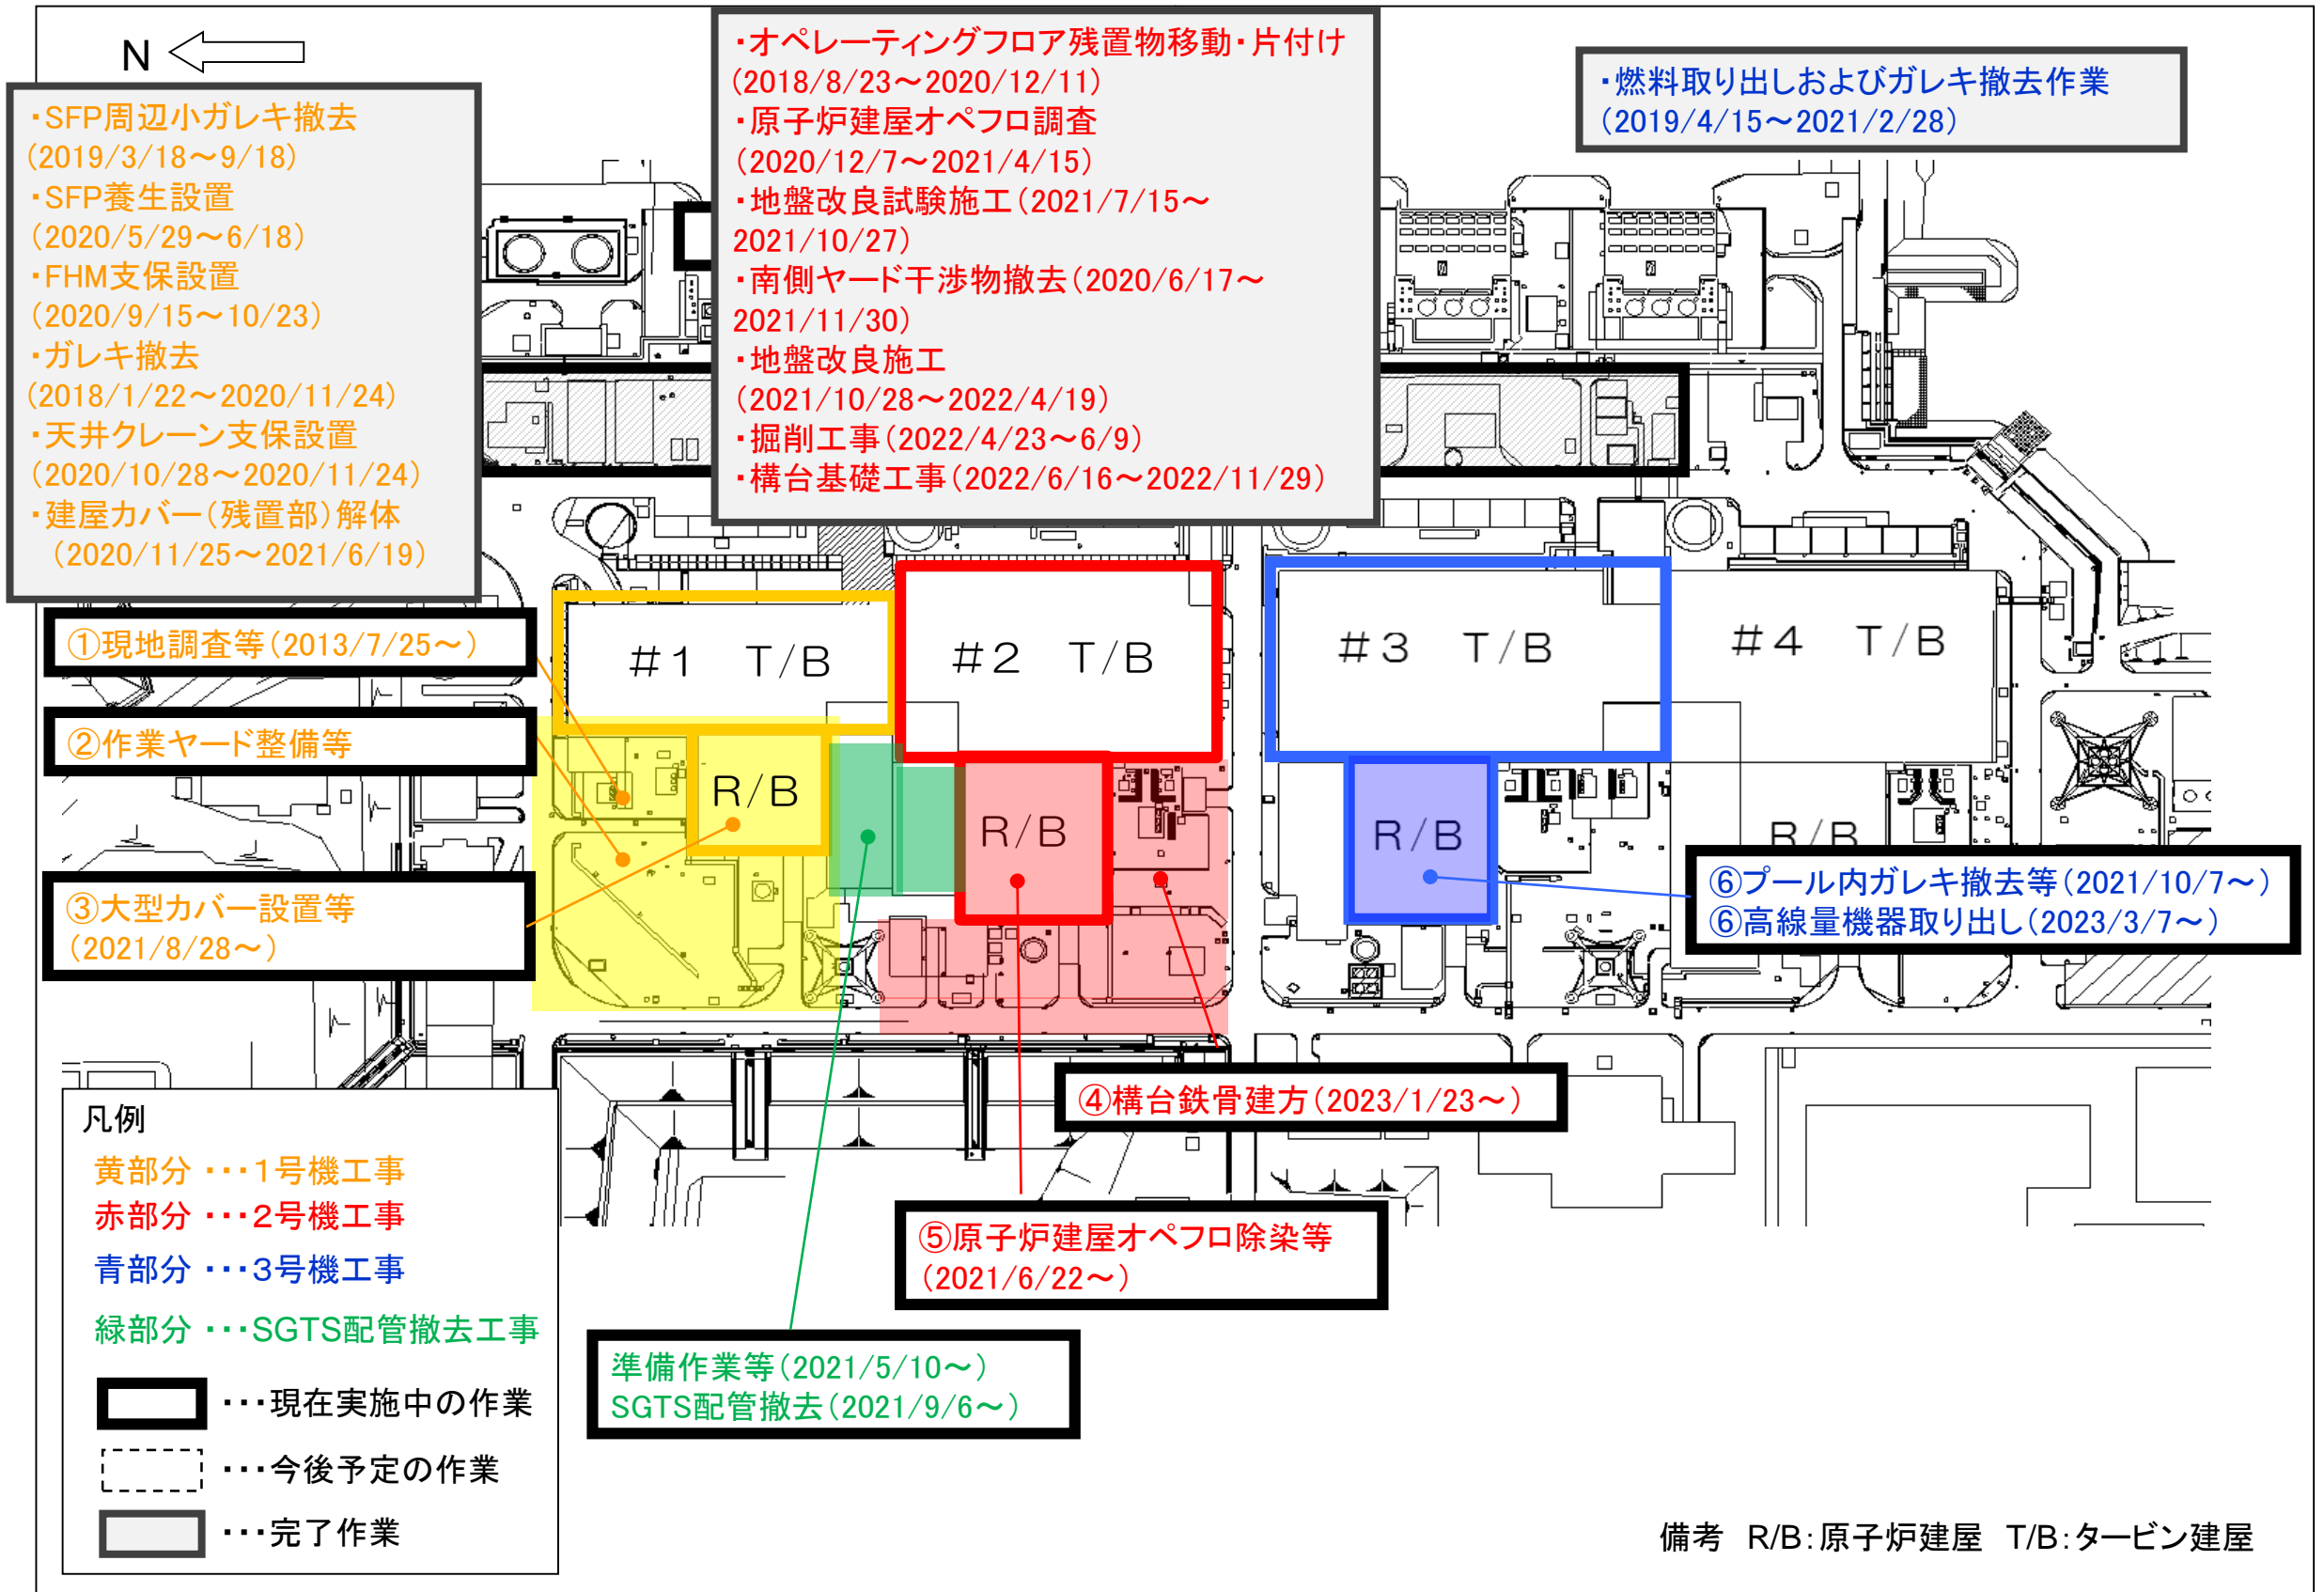 N
・SFP周辺小ガレキ撤去
(2019/3/18～9/18)
・SFP養生設置
(2020/5/29～6/18)
・FHM支保設置
(2020/9/15～10/23)
・ガレキ撤去
(2018/1/22～2020/11/24)
・天井クレーン支保設置
(2020/10/28～2020/11/24)
・建屋カバー(残置部)解体
(2020/11/25～2021/6/19)
・オペレーティングフロア残置物移動・片付け
(2018/8/23～2020/12/11)
・原子炉建屋オペフロ調査
(2020/12/7～2021/4/15)
・地盤改良試験施工(2021/7/15～
2021/10/27)
・南側ヤード干渉物撤去(2020/6/17～
2021/11/30)
・地盤改良施工
(2021/10/28～2022/4/19)
・掘削工事(2022/4/23～6/9)
・構台基礎工事(2022/6/16～2022/11/29)
・燃料取り出しおよびガレキ撤去作業
(2019/4/15～2021/2/28)
①現地調査等(2013/7/25～)
②作業ヤード整備等
③大型カバー設置等
(2021/8/28～)
#1 T/B
#2 T/B
#3 T/B
#4 T/B
R/B
R/B
R/B
R/B
⑥プール内ガレキ撤去等(2021/10/7～)
⑥高線量機器取り出し(2023/3/7～)
④構台鉄骨建方(2023/1/23～)
⑤原子炉建屋オペフロ除染等
(2021/6/22～)
準備作業等(2021/5/10～)
SGTS配管撤去(2021/9/6～)
凡例
黄部分 ・・・1号機工事
赤部分 ・・・2号機工事
青部分 ・・・3号機工事
緑部分 ・・・SGTS配管撤去工事
・・・現在実施中の作業
・・・今後予定の作業
・・・完了作業
備考 R/B:原子炉建屋 T/B:タービン建屋